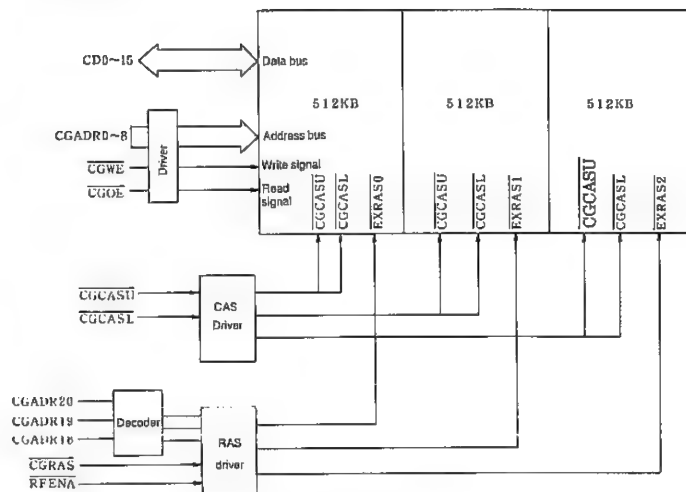 CD0~15
Data bus
512KB
512KB
512KB
CGADR0~8
Driver
Address bus
CGWE
Write signal
CGOE
Read
signal
CGCASU
CGCASL
EXRAS0
CGCASU
CGCASL
EXRAS1
CGCASU
CGCASL
EXRAS2
CGCASU
CGCASL
CAS
Driver
CGADR20
CGADR19
CGADR18
Decoder
CGRAS
RFENA
RAS
driver